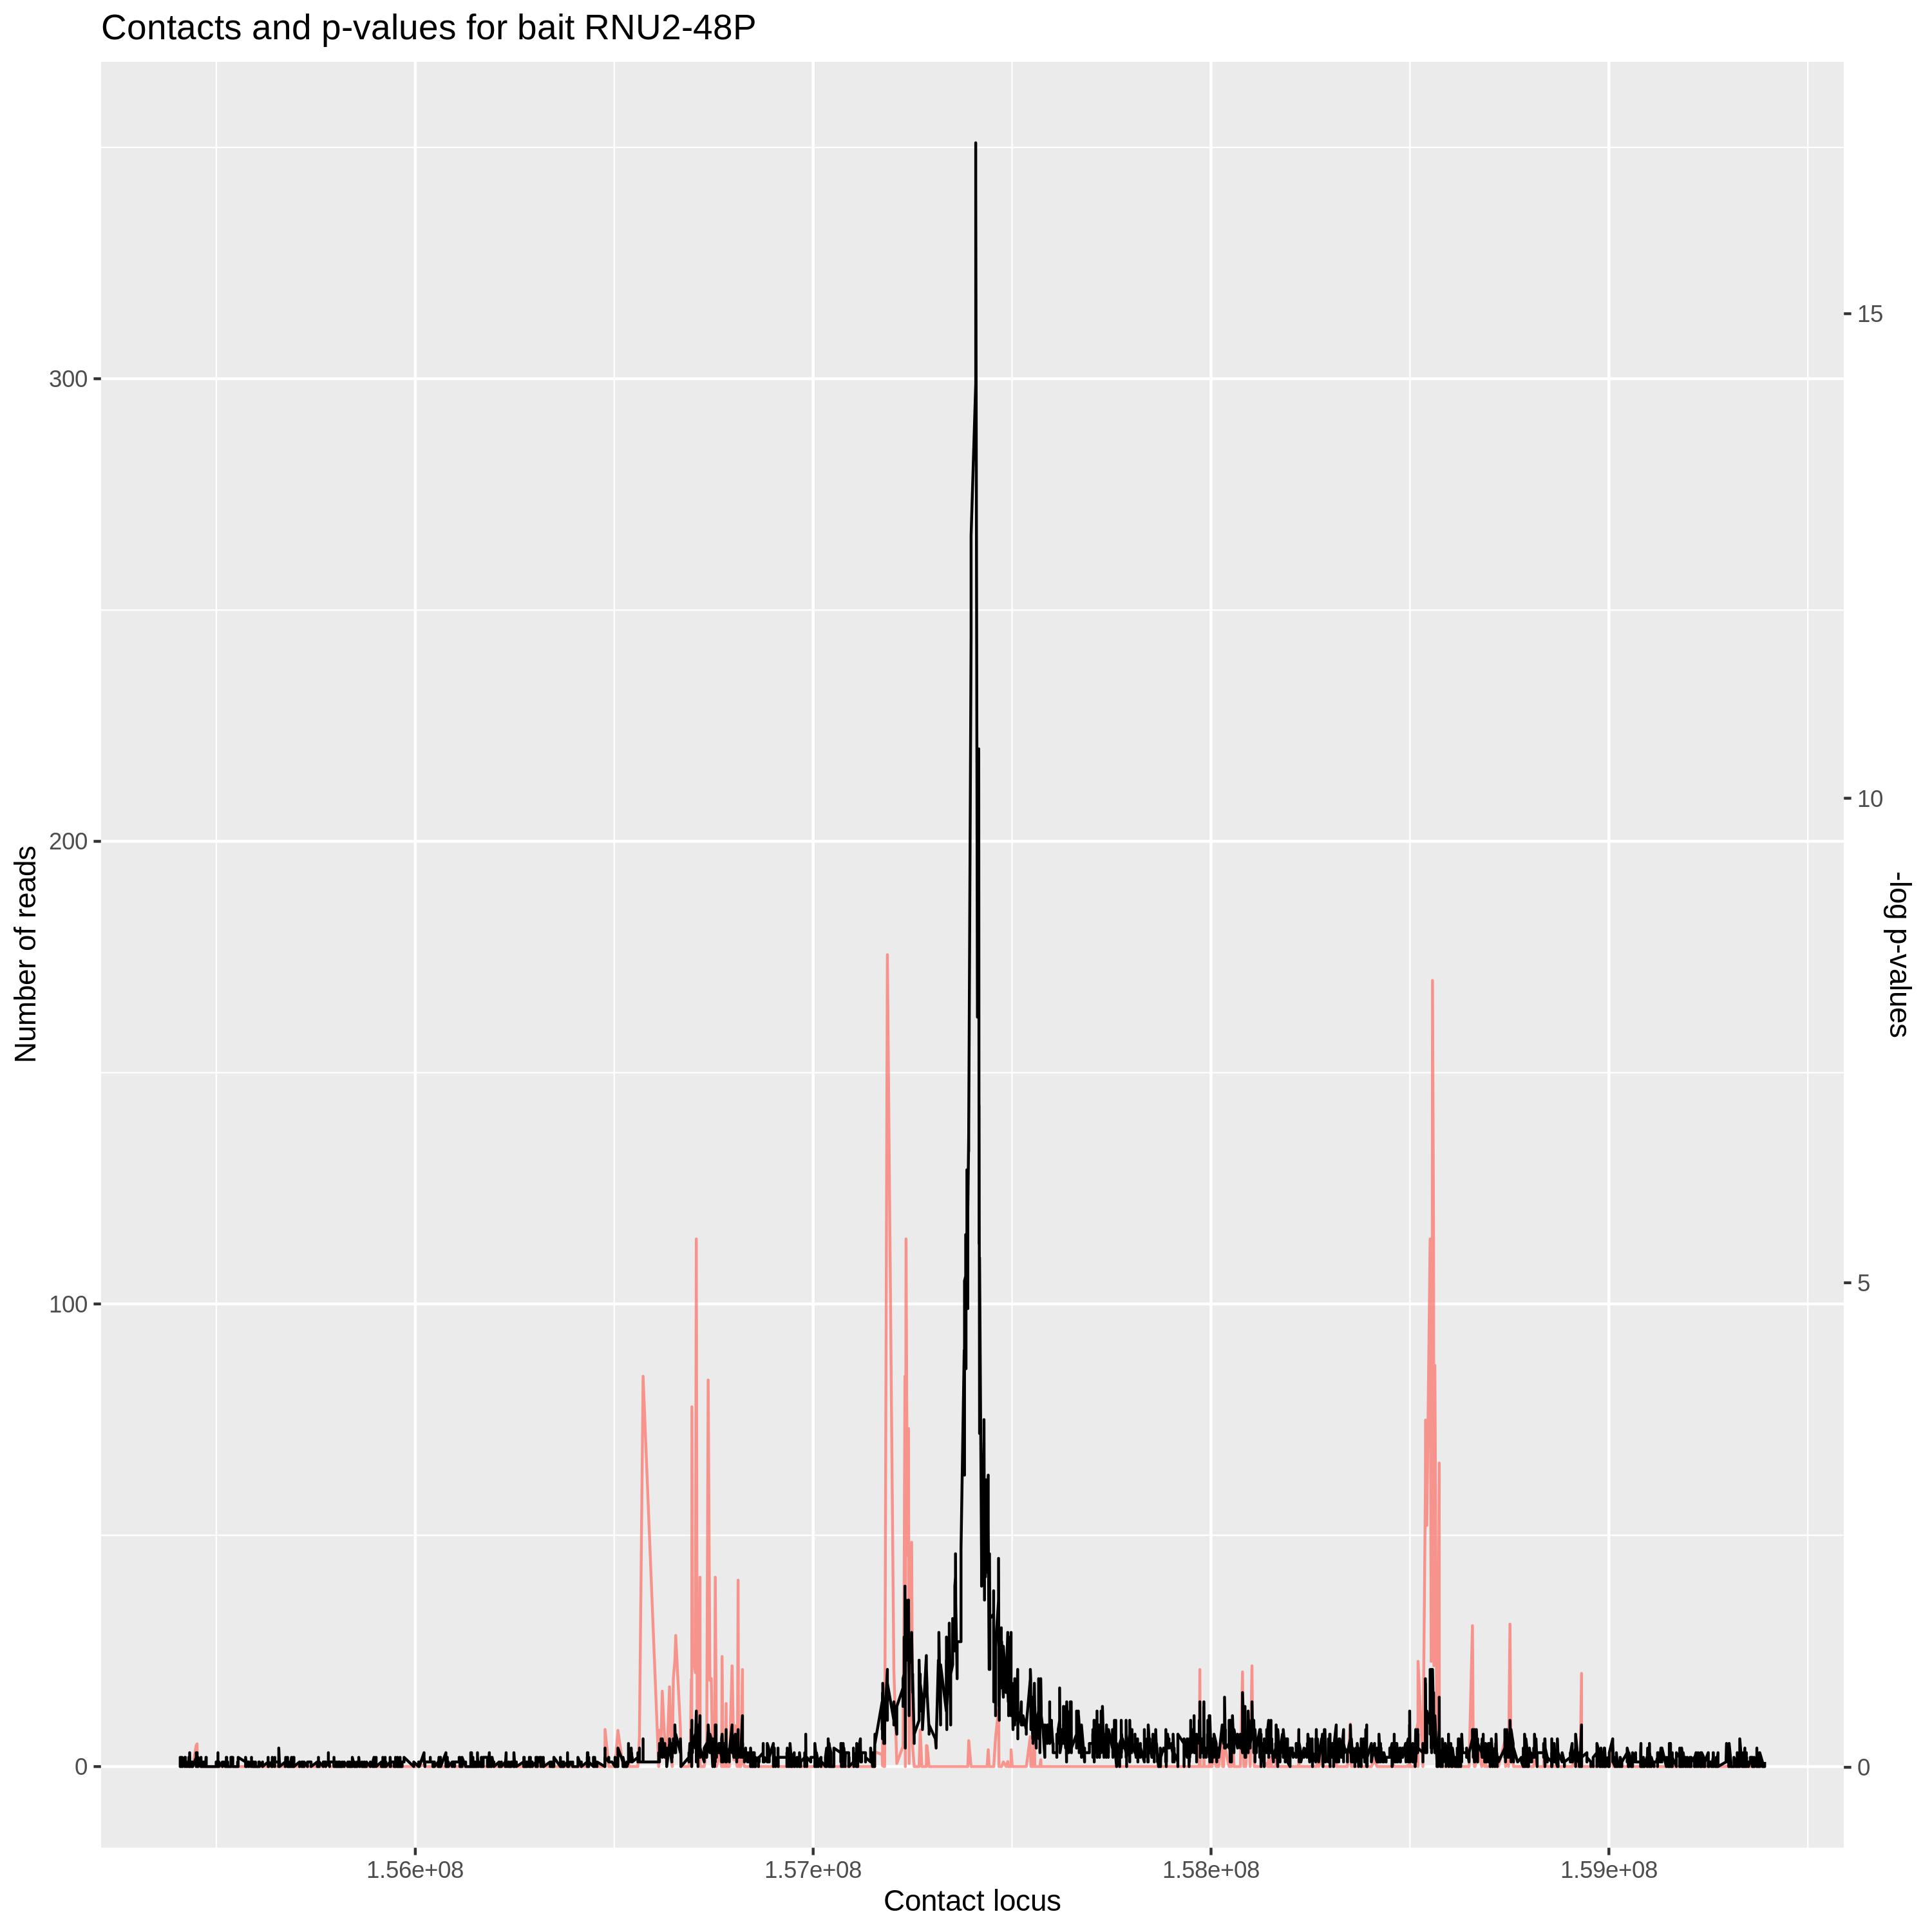 Contacts and p-values for bait RNU2-48P
Number of reads
300
200
100
0
15
10
5
0
-log p-values
1.56e+08
1.57e+08
1.58e+08
1.59e+08
Contact locus